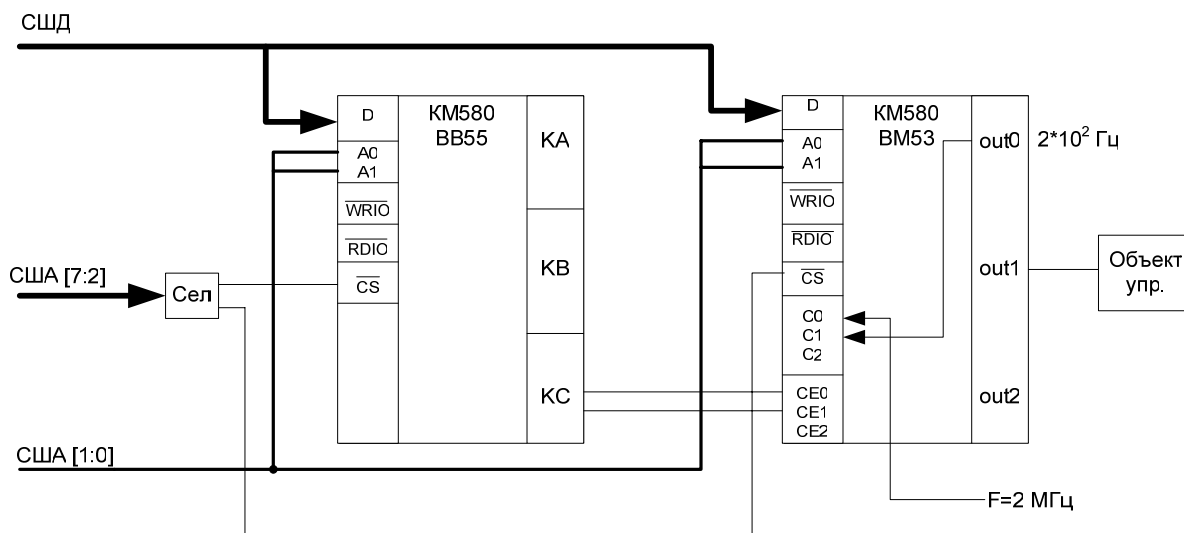 СШД
D
КМ580
ВВ55
КА
A0
A1
WRIO
RDIO
CS
КВ
КС
США [7:2]
Сел
США [1:0]
D
КМ580
ВМ53
A0
A1
WRIO
RDIO
CS
C0
C1
C2
CE0
CE1
CE2
out0
2*10² Гц
out1
out2
Объект
упр.
F=2 МГц